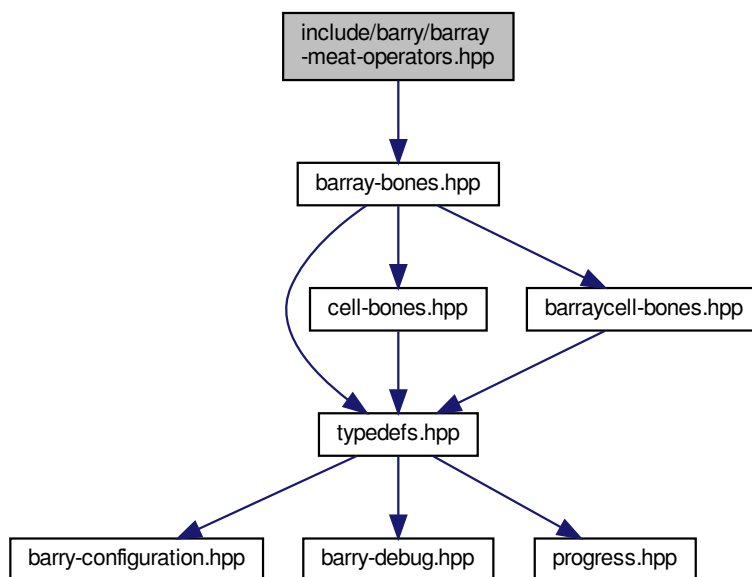 include/barry/barray
-meat-operators.hpp
barray-bones.hpp
cell-bones.hpp
barraycell-bones.hpp
typedefs.hpp
barry-configuration.hpp
barry-debug.hpp
progress.hpp